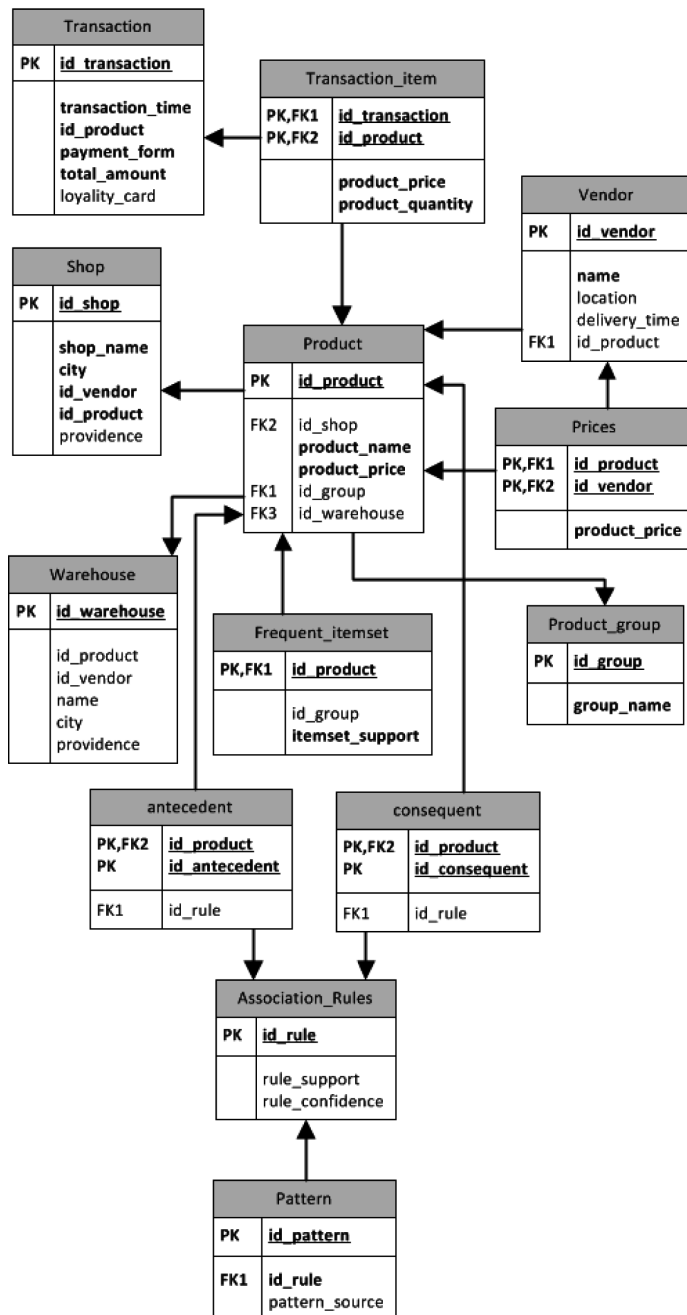 Transaction
PK id_transaction
transaction_time
id_product
payment_form
total_amount
loyality_card
Transaction_item
PK,FK1 id_transaction
PK,FK2 id_product
product_price
product_quantity
Vendor
PK id_vendor
name
location
delivery_time
FK1 id_product
Shop
PK id_shop
shop_name
city
id_vendor
id_product
providence
Product
PK id_product
FK2 id_shop
product_name
product_price
FK1 id_group
FK3 id_warehouse
Prices
PK,FK1 id_product
PK,FK2 id_vendor
product_price
Warehouse
PK id_warehouse
id_product
id_vendor
name
city
providence
Frequent_itemset
PK,FK1 id_product
id_group
itemset_support
Product_group
PK id_group
group_name
antecedent
PK,FK2 id_product
PK id_antecedent
FK1 id_rule
consequent
PK,FK2 id_product
PK id_consequent
FK1 id_rule
Association_Rules
PK id_rule
rule_support
rule_confidence
Pattern
PK id_pattern
FK1 id_rule
pattern_source